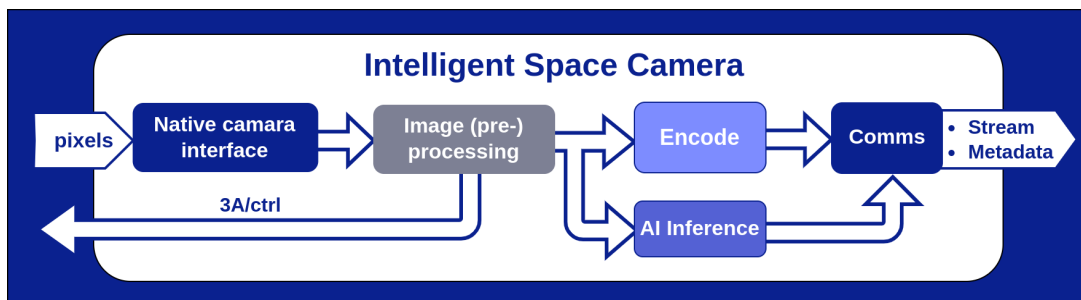 Intelligent Space Camera
pixels
Native camara
interface
Image (pre-)
processing
Encode
Comms
• Stream
• Metadata
3A/ctrl
AI Inference